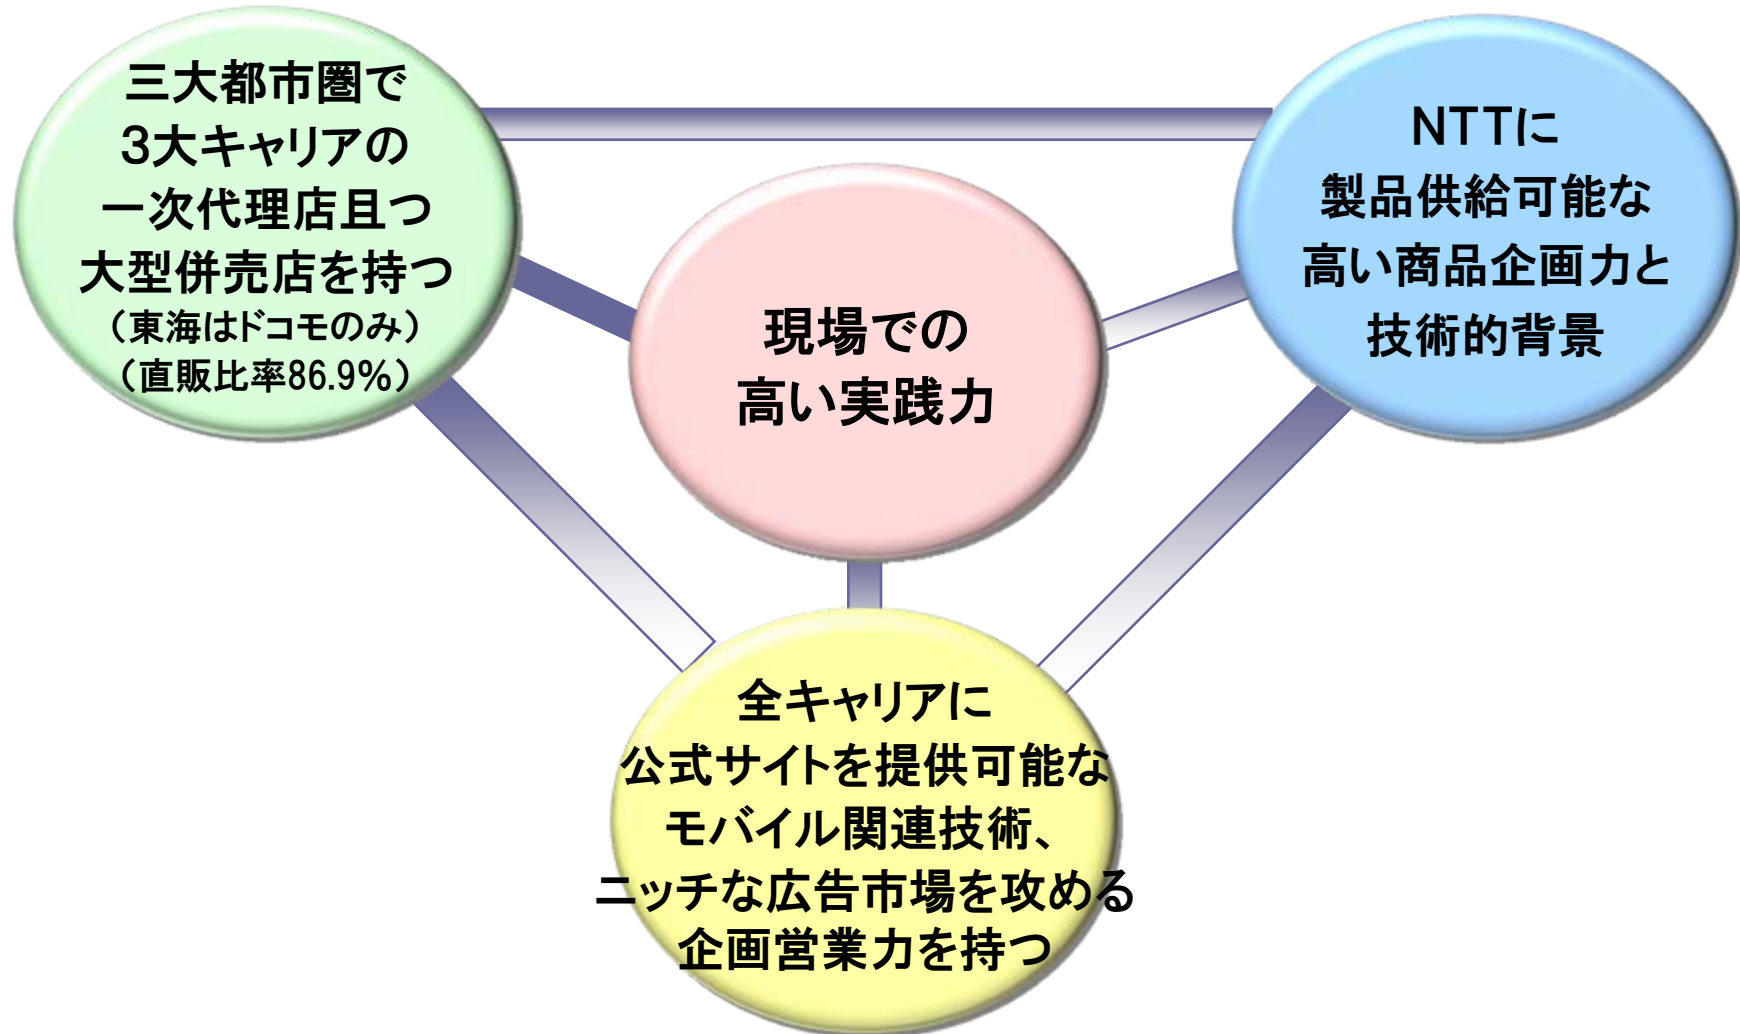 三大都市圏で
3大キャリアの
一次代理店且つ
大型併売店を持つ
（東海はドコモのみ）
（直販比率86.9%）
現場での
高い実践力
NTTに
製品供給可能な
高い商品企画力と
技術的背景
全キャリアに
公式サイトを提供可能な
モバイル関連技術、
ニッチな広告市場を攻める
企画営業力を持つ